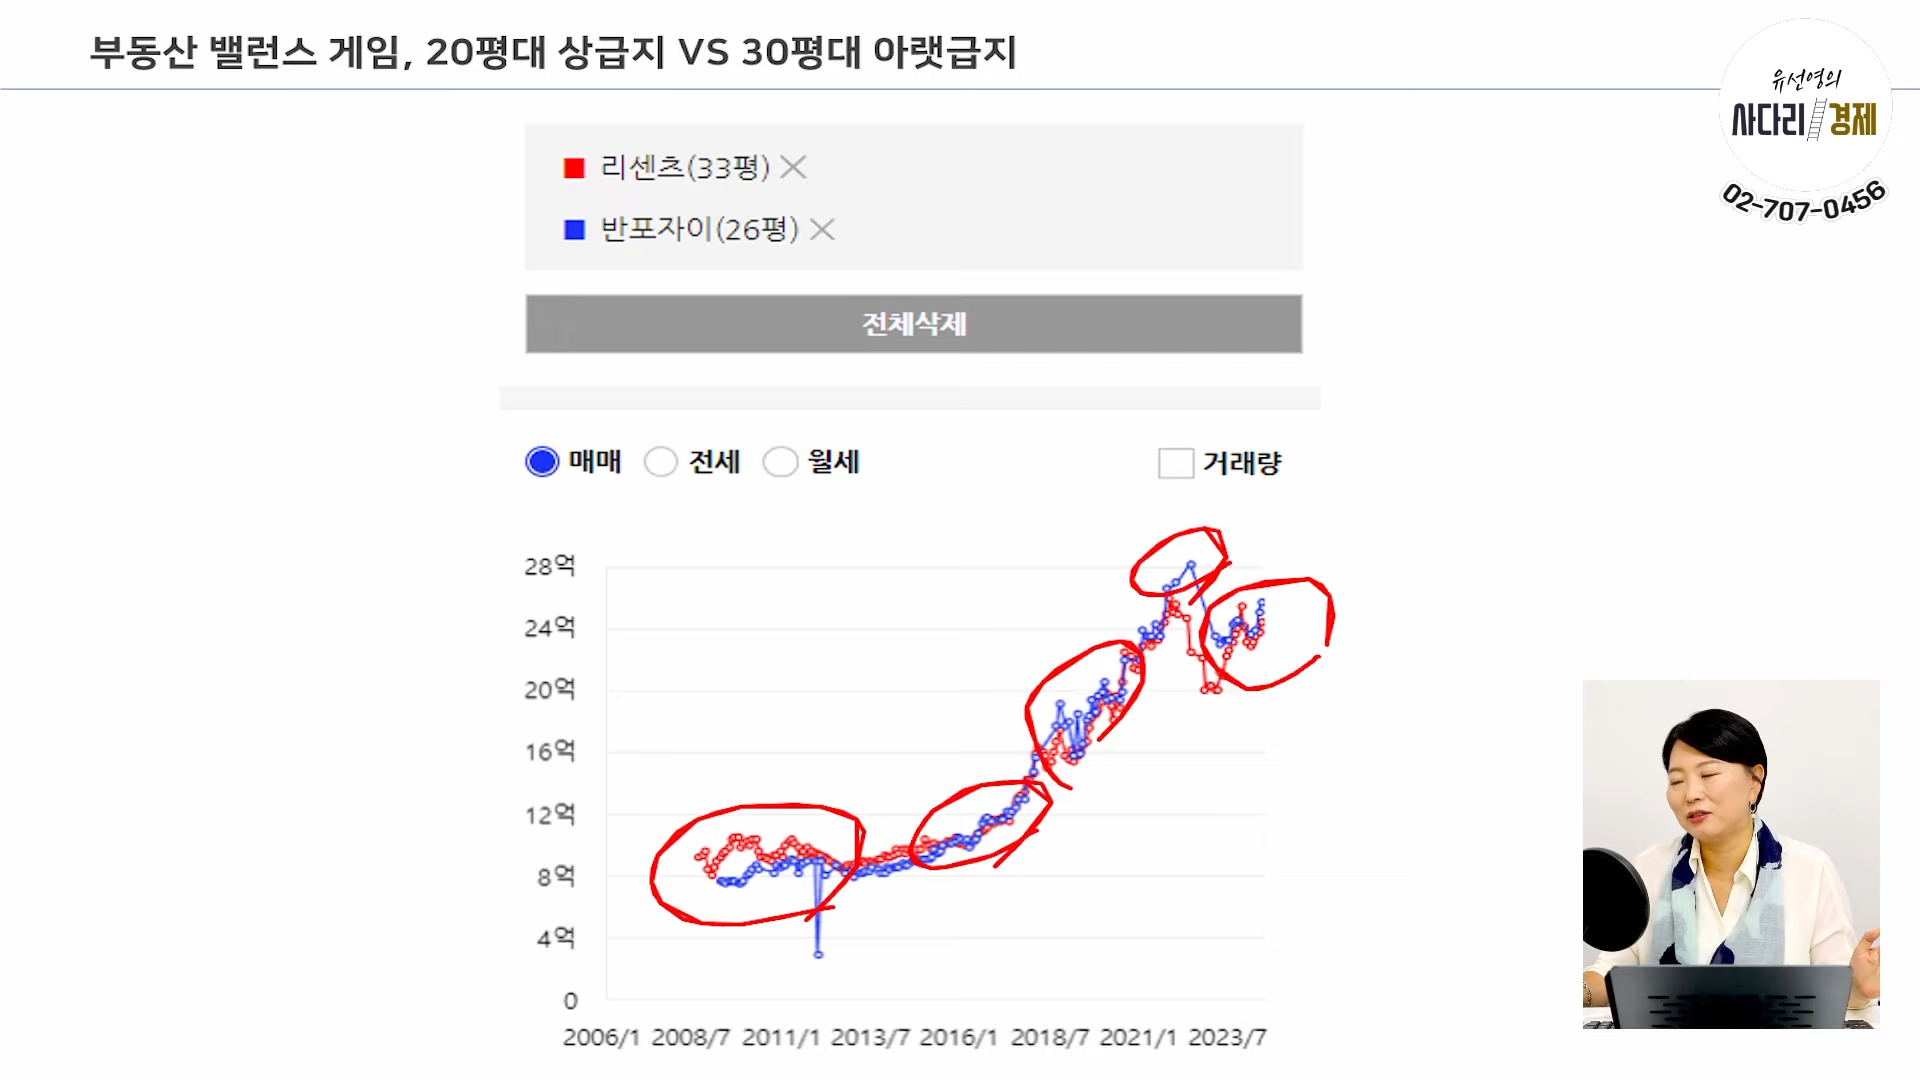 부동산 밸런스 게임, 20평대 상급지 VS 30평대 아랫급지
유선영의
사다리 경제
02-707-0456
리센츠(33평)
반포자이(26평)
전체삭제
매매 전세 월세 거래량
28억
24억
20억
16억
12억
8억
4억
0
2006/1 2008/7 2011/1 2013/7 2016/1 2018/7 2021/1 2023/7